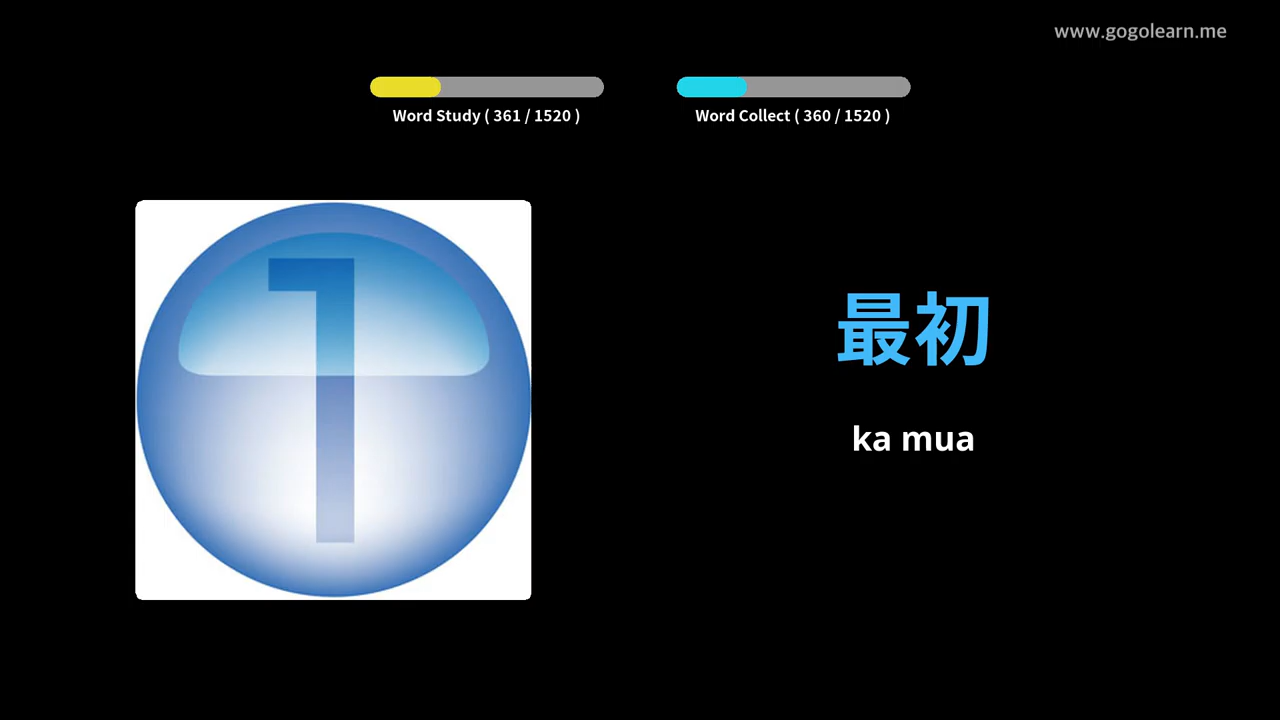 www.gogolearn.me
Word Study ( 361 / 1520 )
Word Collect ( 360 / 1520 )
1
最初
ka mua